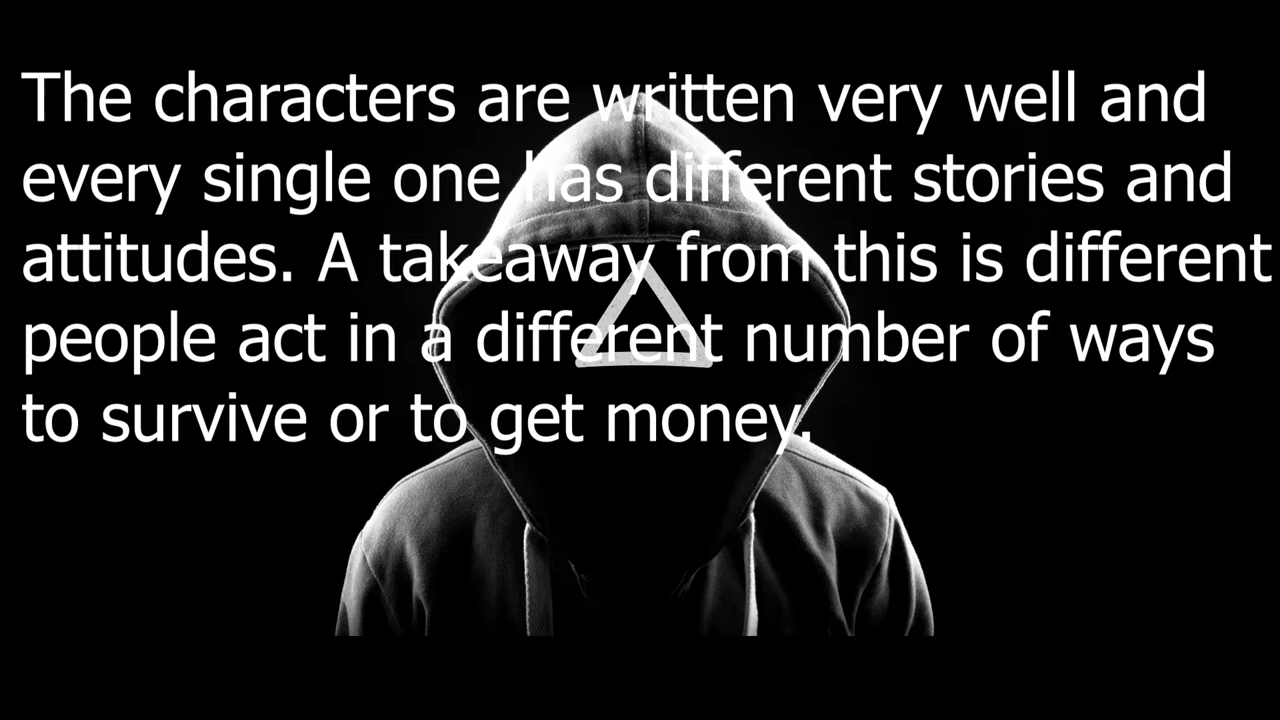 The characters are written very well and
every single one has different stories and
attitudes. A takeaway from this is different
people act in a different number of ways
to survive or to get money.